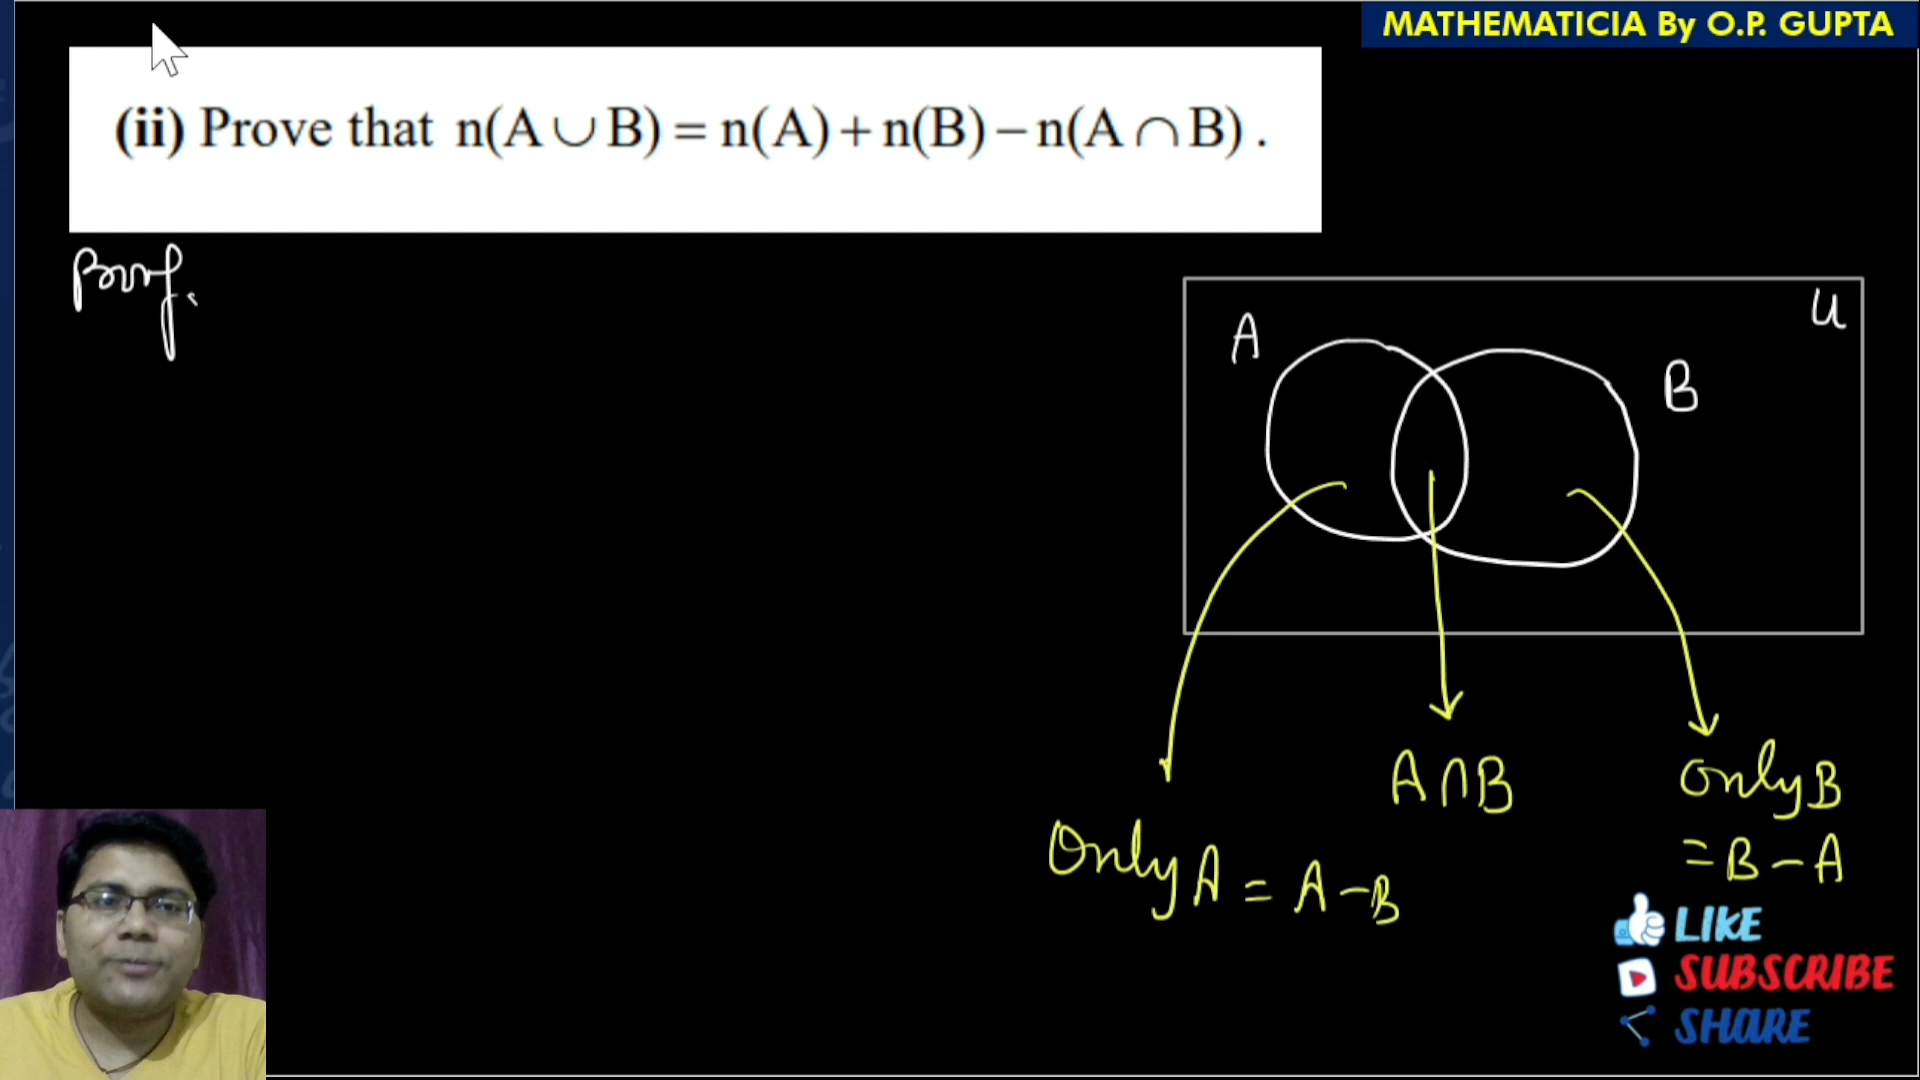 MATHEMATICIA By O.P. GUPTA
(ii) Prove that n(A ∪ B) = n(A) + n(B) − n(A ∩ B) .
Proof.
U
A
B
A ∩ B
Only B
= B − A
Only A = A − B
LIKE
SUBSCRIBE
SHARE